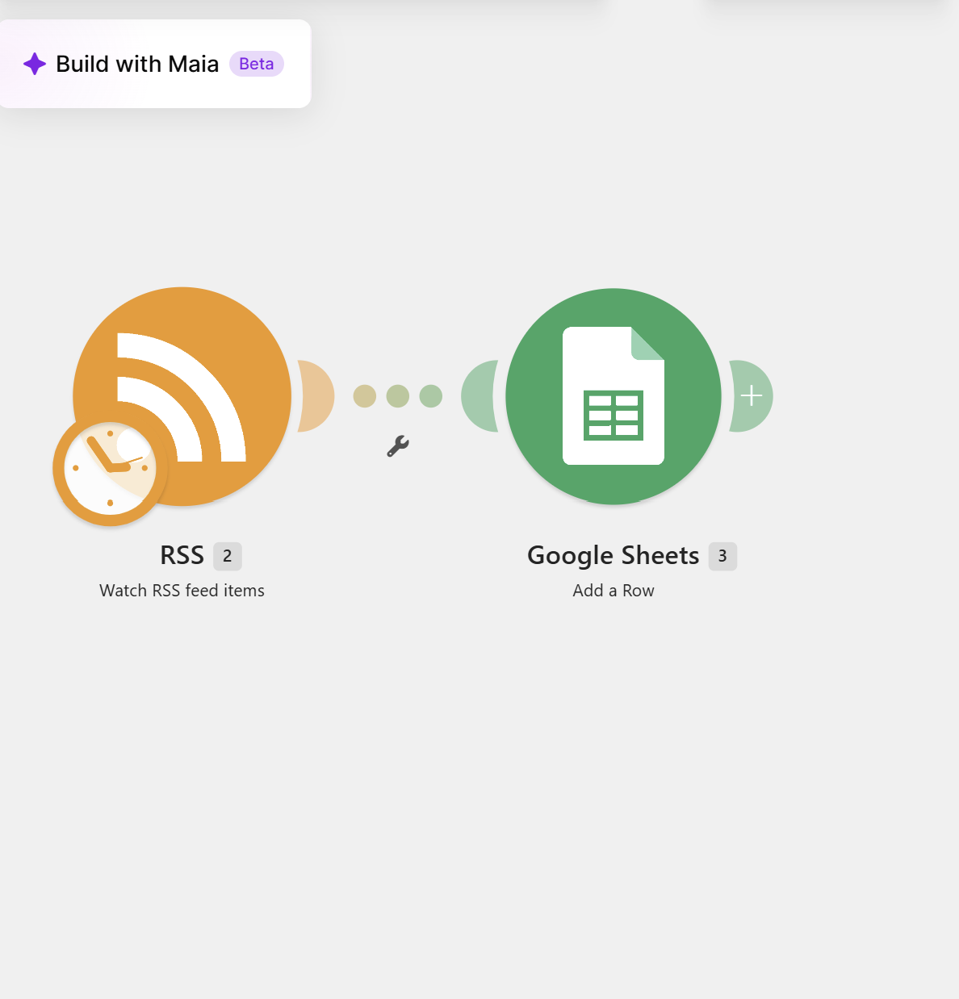 Build with Maia Beta
RSS 2
Watch RSS feed items
Google Sheets 3
Add a Row